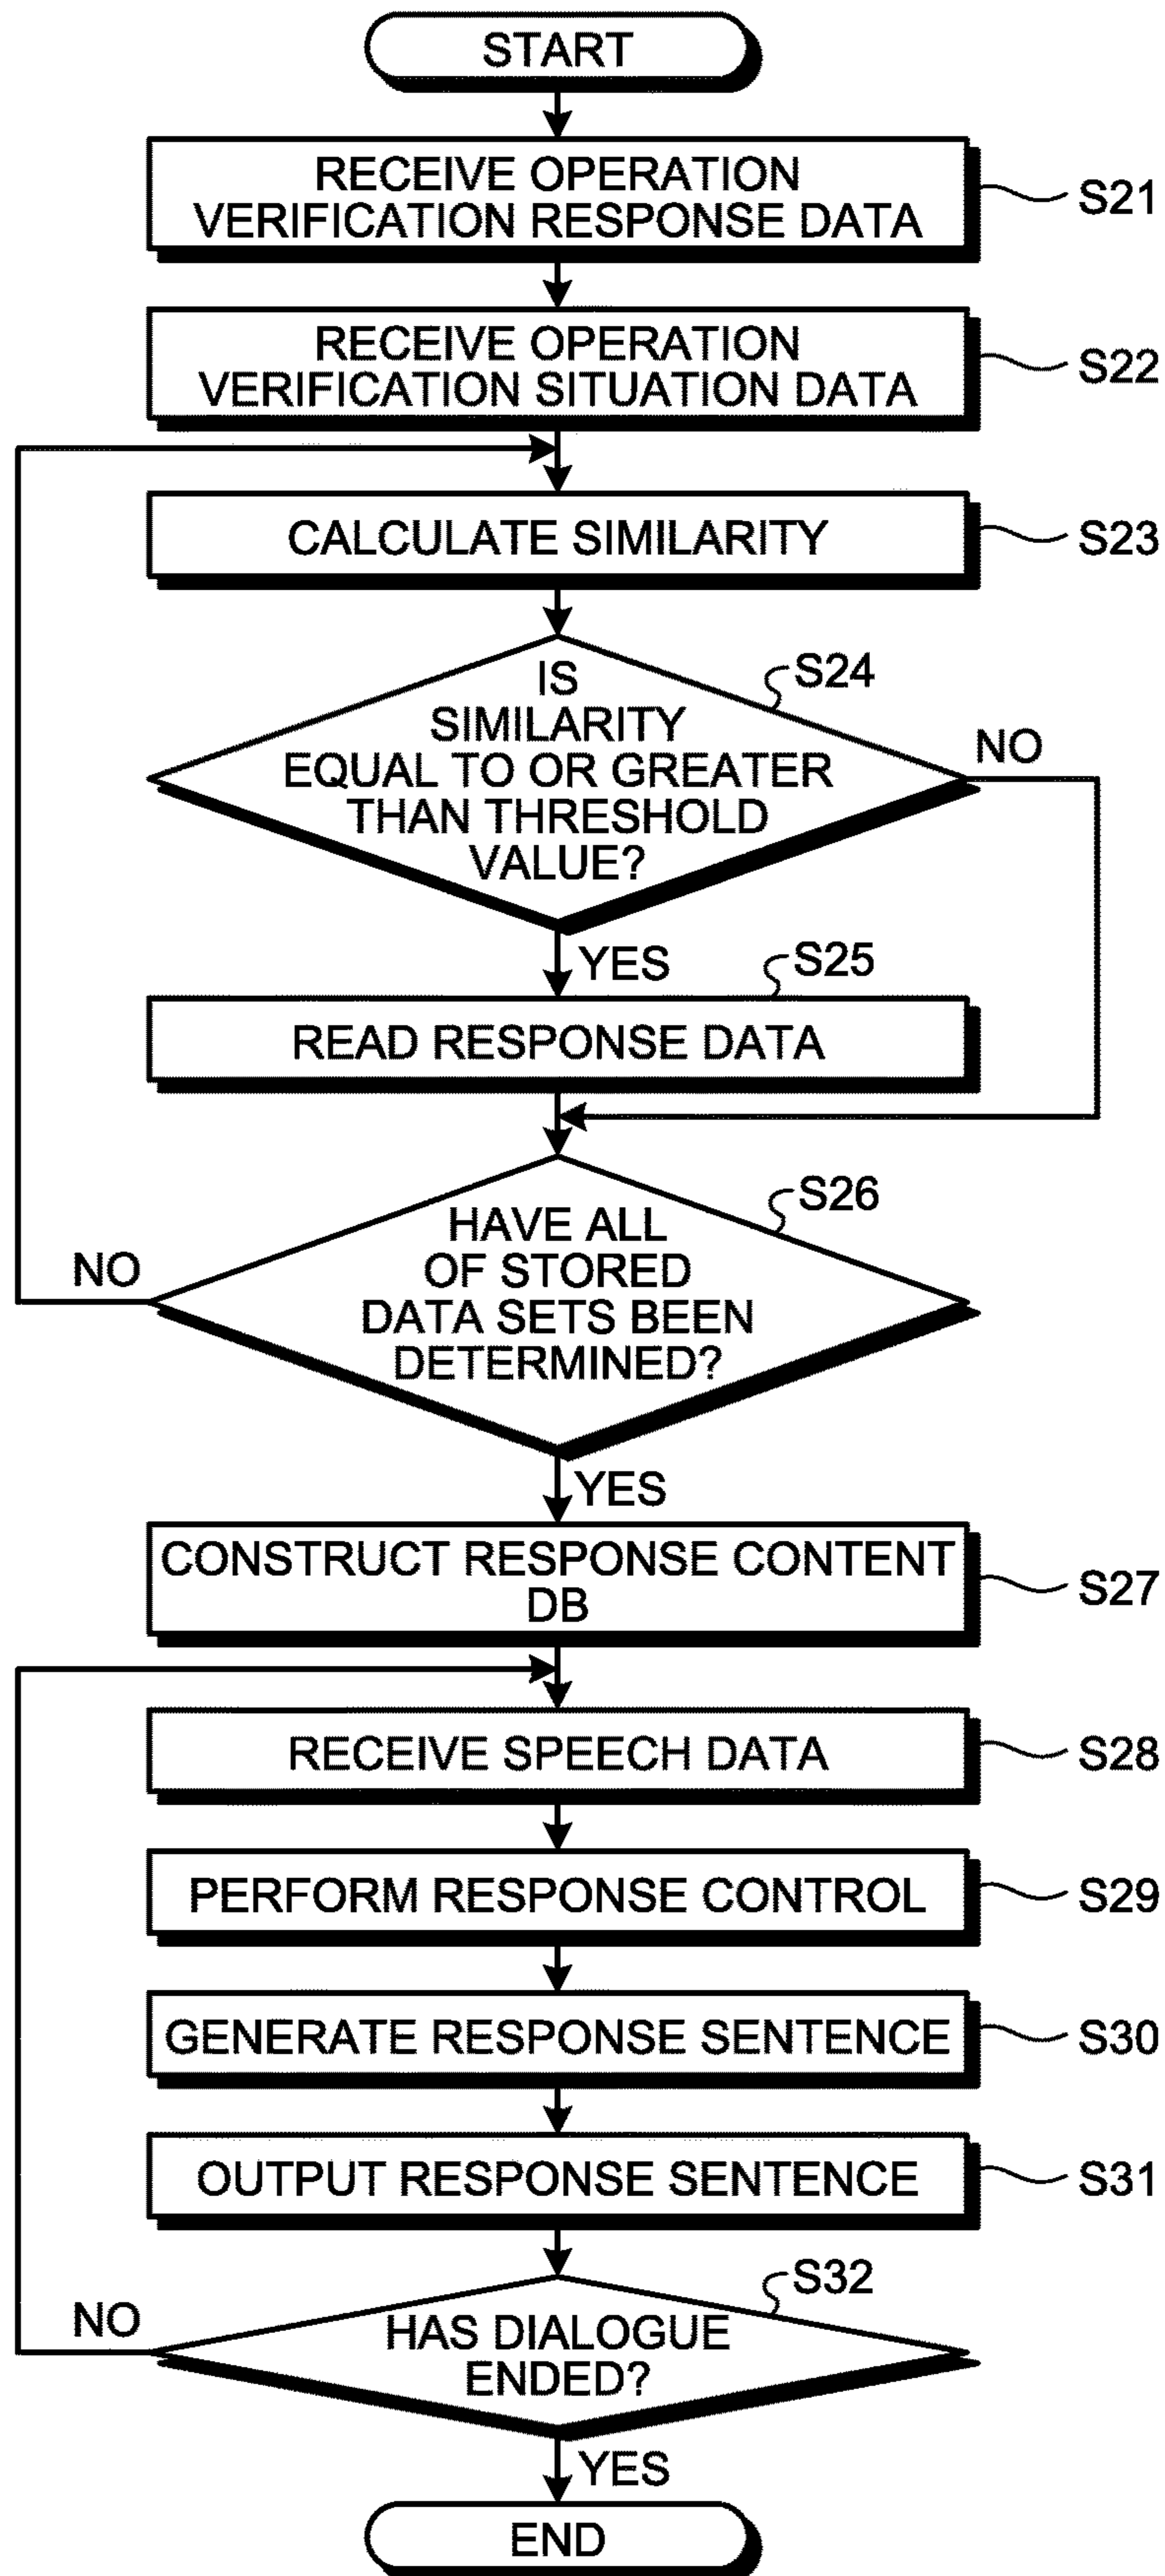 START
RECEIVE OPERATION
VERIFICATION RESPONSE DATA
S21
RECEIVE OPERATION
VERIFICATION SITUATION DATA
S22
CALCULATE SIMILARITY
S23
S24
IS
SIMILARITY
EQUAL TO OR GREATER
THAN THRESHOLD
VALUE?
NO
YES
S25
READ RESPONSE DATA
S26
HAVE ALL
OF STORED
DATA SETS BEEN
DETERMINED?
NO
YES
CONSTRUCT RESPONSE CONTENT
DB
S27
RECEIVE SPEECH DATA
S28
PERFORM RESPONSE CONTROL
S29
GENERATE RESPONSE SENTENCE
S30
OUTPUT RESPONSE SENTENCE
S31
S32
HAS DIALOGUE
ENDED?
NO
YES
END